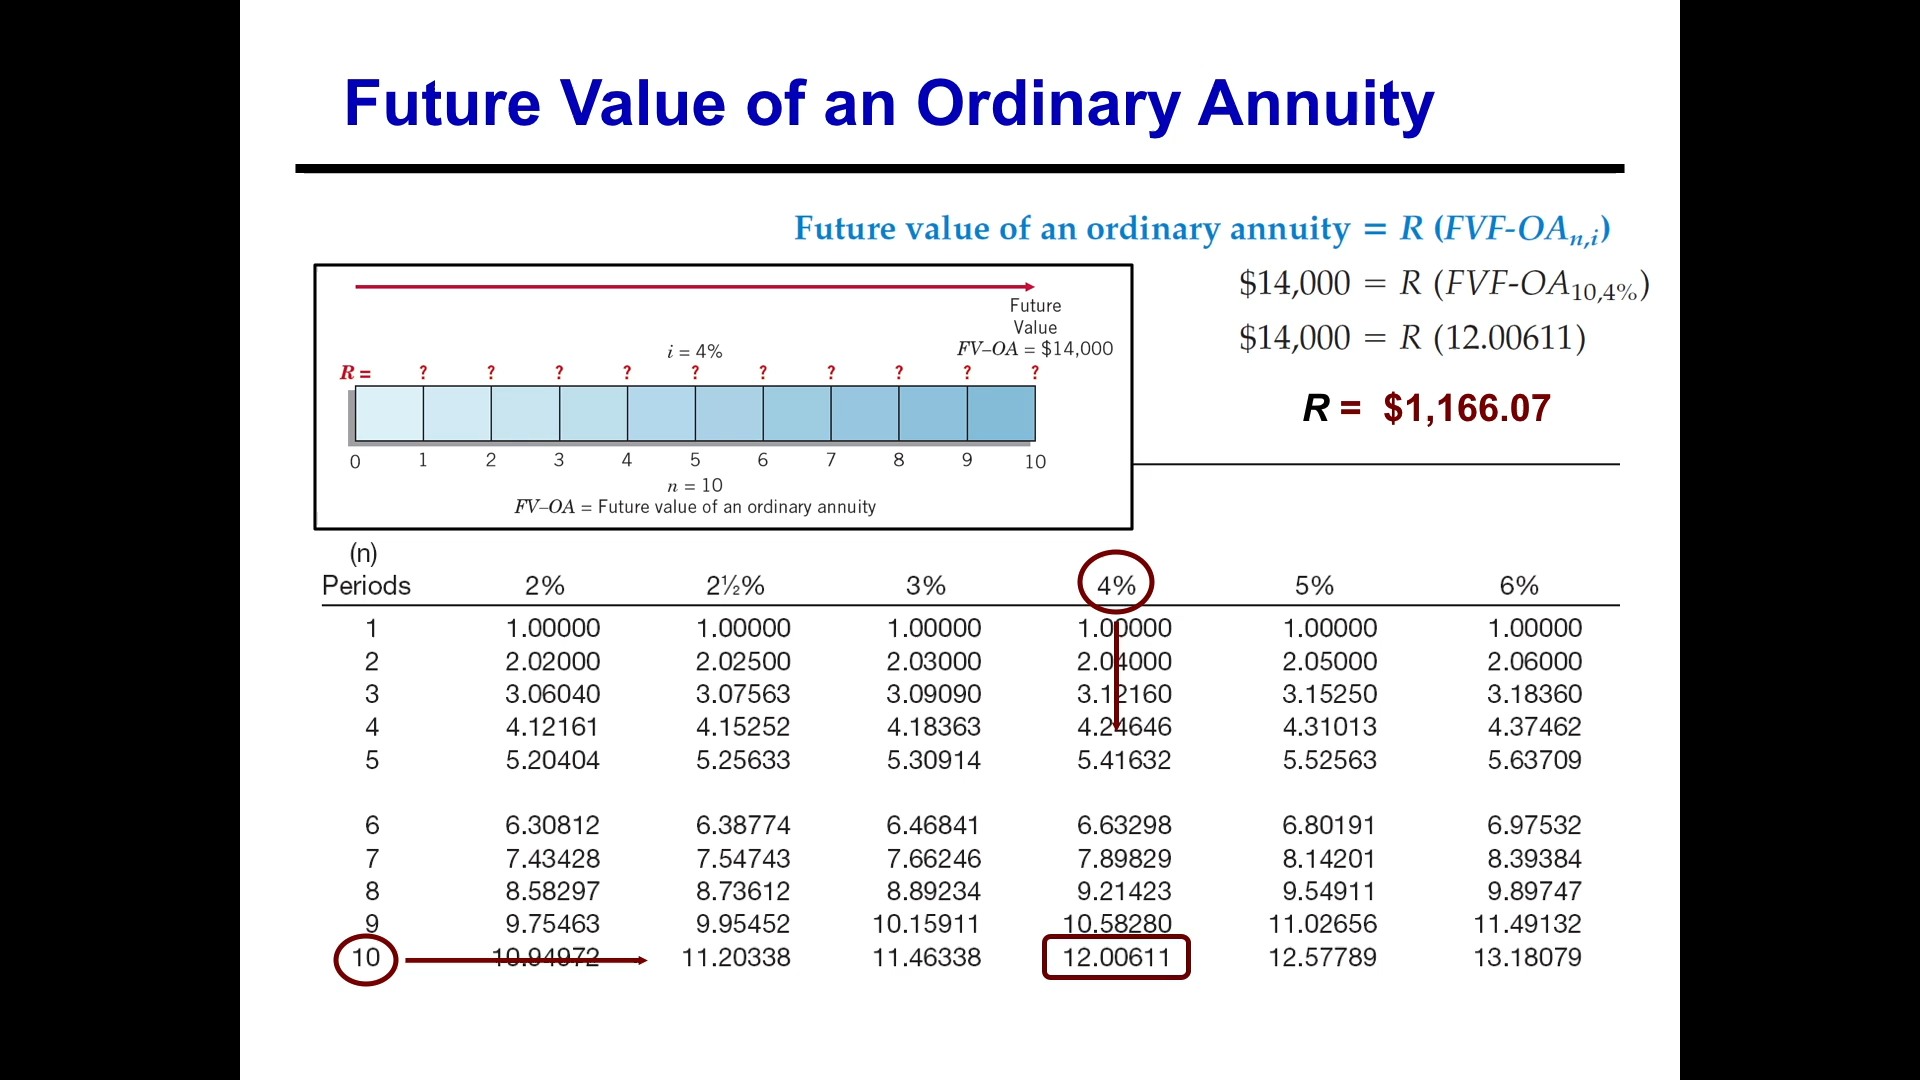 Future Value of an Ordinary Annuity
Future value of an ordinary annuity = R (FVF-OAn,i)
$14,000 = R (FVF-OA10,4%)
$14,000 = R (12.00611)
R = $1,166.07
Future
Value
i = 4% FV–OA = $14,000
R = ? ? ? ? ? ? ? ? ? ?
0 1 2 3 4 5 6 7 8 9 10
n = 10
FV–OA = Future value of an ordinary annuity
(n)
Periods 2% 2½% 3% 4% 5% 6%
1 1.00000 1.00000 1.00000 1.00000 1.00000 1.00000
2 2.02000 2.02500 2.03000 2.04000 2.05000 2.06000
3 3.06040 3.07563 3.09090 3.12160 3.15250 3.18360
4 4.12161 4.15252 4.18363 4.24646 4.31013 4.37462
5 5.20404 5.25633 5.30914 5.41632 5.52563 5.63709
6 6.30812 6.38774 6.46841 6.63298 6.80191 6.97532
7 7.43428 7.54743 7.66246 7.89829 8.14201 8.39384
8 8.58297 8.73612 8.89234 9.21423 9.54911 9.89747
9 9.75463 9.95452 10.15911 10.58280 11.02656 11.49132
10 10.94972 11.20338 11.46338 12.00611 12.57789 13.18079